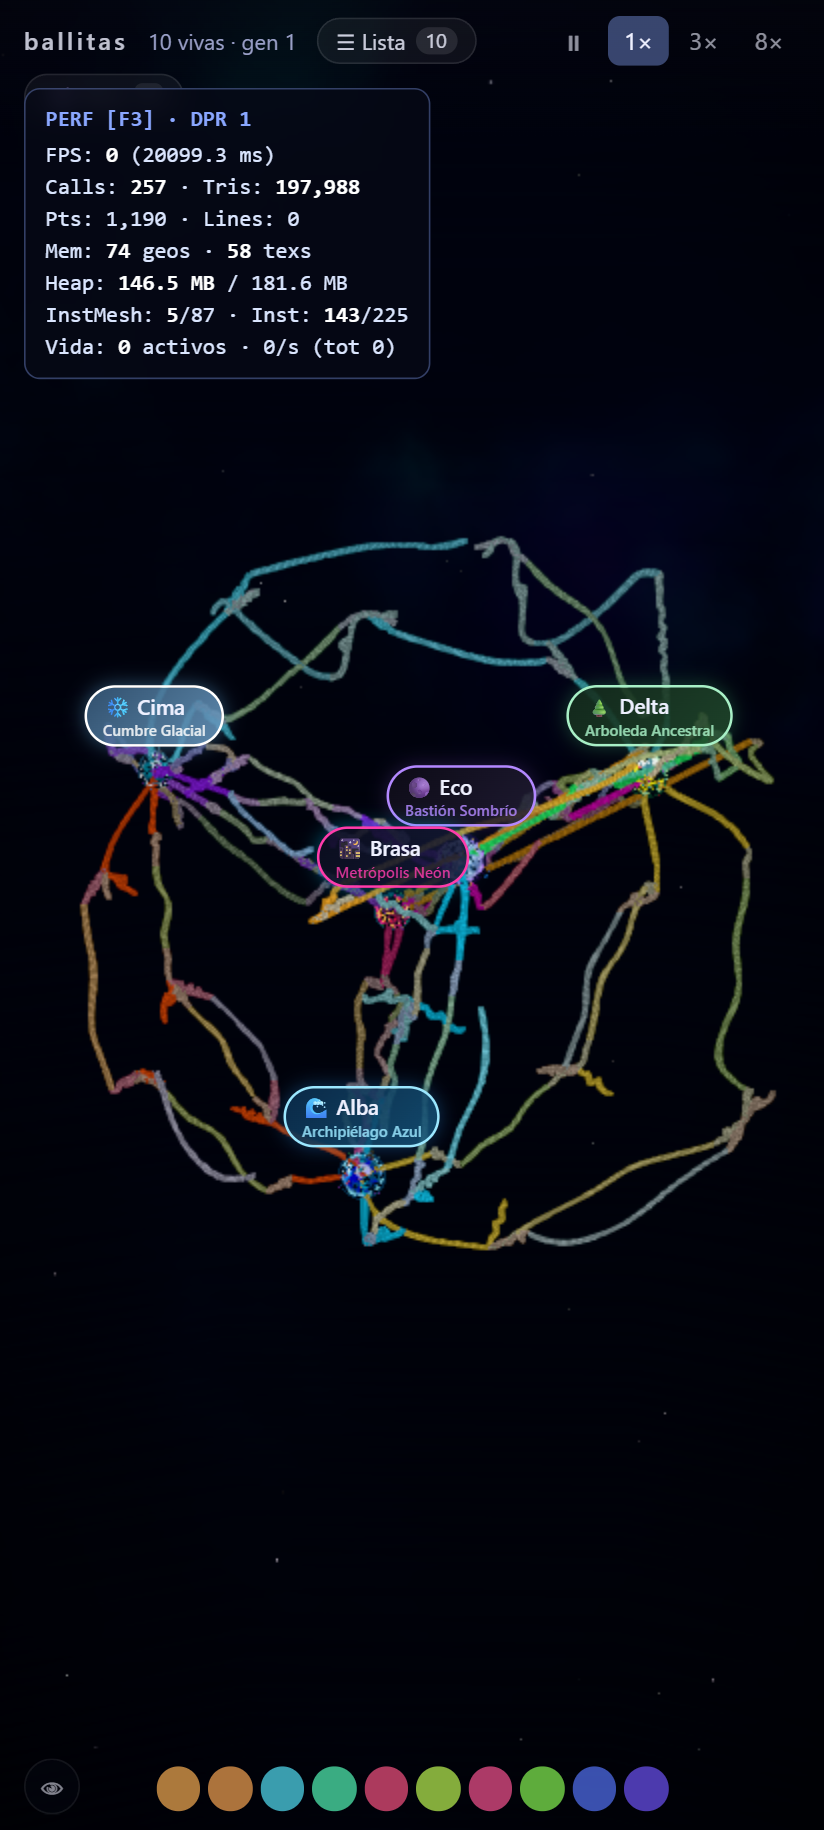 ballitas 10 vivas · gen 1 ☰ Lista 10 1× 3× 8×
PERF [F3] · DPR 1
FPS: 0 (20099.3 ms)
Calls: 257 · Tris: 197,988
Pts: 1,190 · Lines: 0
Mem: 74 geos · 58 texs
Heap: 146.5 MB / 181.6 MB
InstMesh: 5/87 · Inst: 143/225
Vida: 0 activos · 0/s (tot 0)
Cima
Cumbre Glacial
Delta
Arboleda Ancestral
Eco
Bastión Sombrío
Brasa
Metrópolis Neón
Alba
Archipiélago Azul